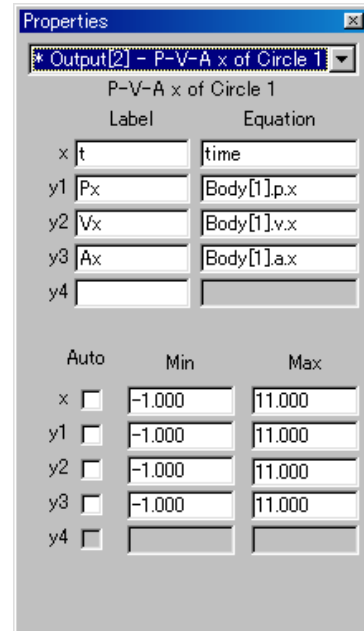 Properties
* Output[2] - P-V-A x of Circle 1
P-V-A x of Circle 1
Label Equation
x t time
y1 Px Body[1].p.x
y2 Vx Body[1].v.x
y3 Ax Body[1].a.x
y4
Auto Min Max
x -1.000 11.000
y1 -1.000 11.000
y2 -1.000 11.000
y3 -1.000 11.000
y4